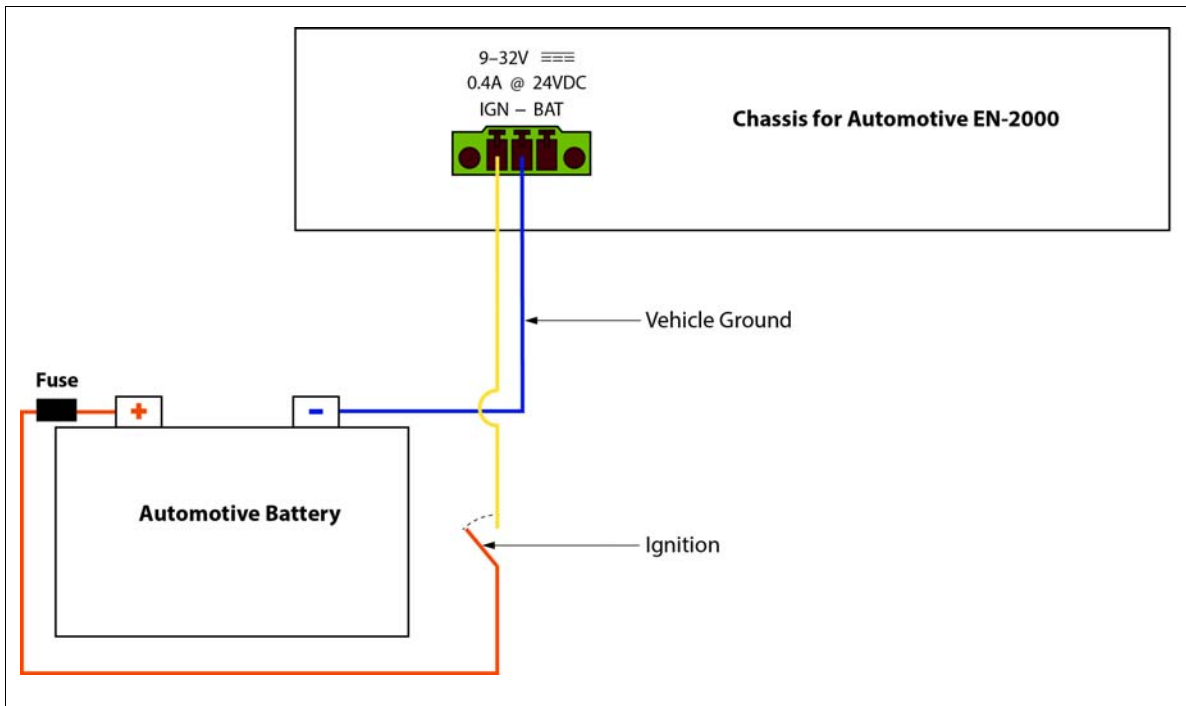 9–32V ⎓
0.4A @ 24VDC
IGN – BAT
Chassis for Automotive EN-2000
Vehicle Ground
Fuse
+
-
Automotive Battery
Ignition